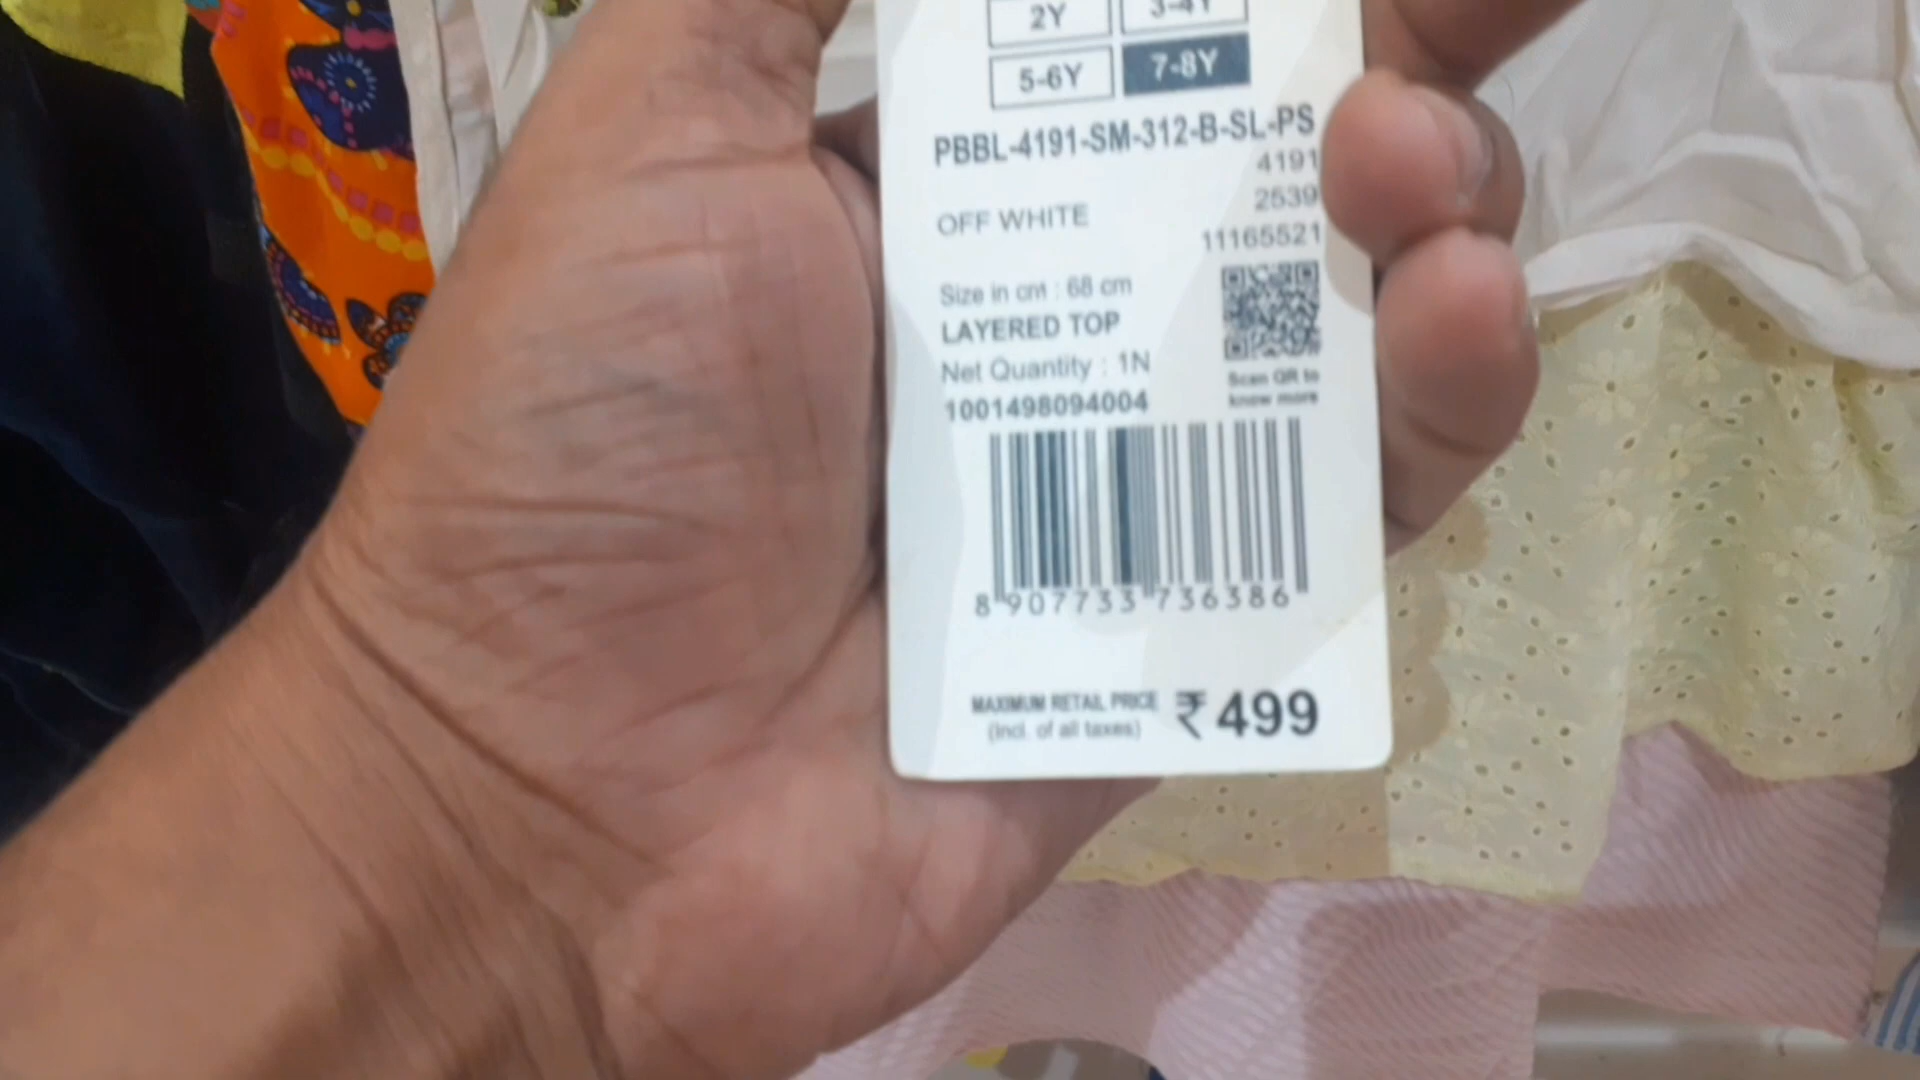 2Y 3-4Y
5-6Y 7-8Y
PBBL-4191-SM-312-B-SL-PS
4191
2539
OFF WHITE 11165521
Size in cm : 68 cm
LAYERED TOP
Net Quantity : 1N
Scan QR to
know more
1001498094004
8 907733 736386
MAXIMUM RETAIL PRICE ₹ 499
(Incl. of all taxes)